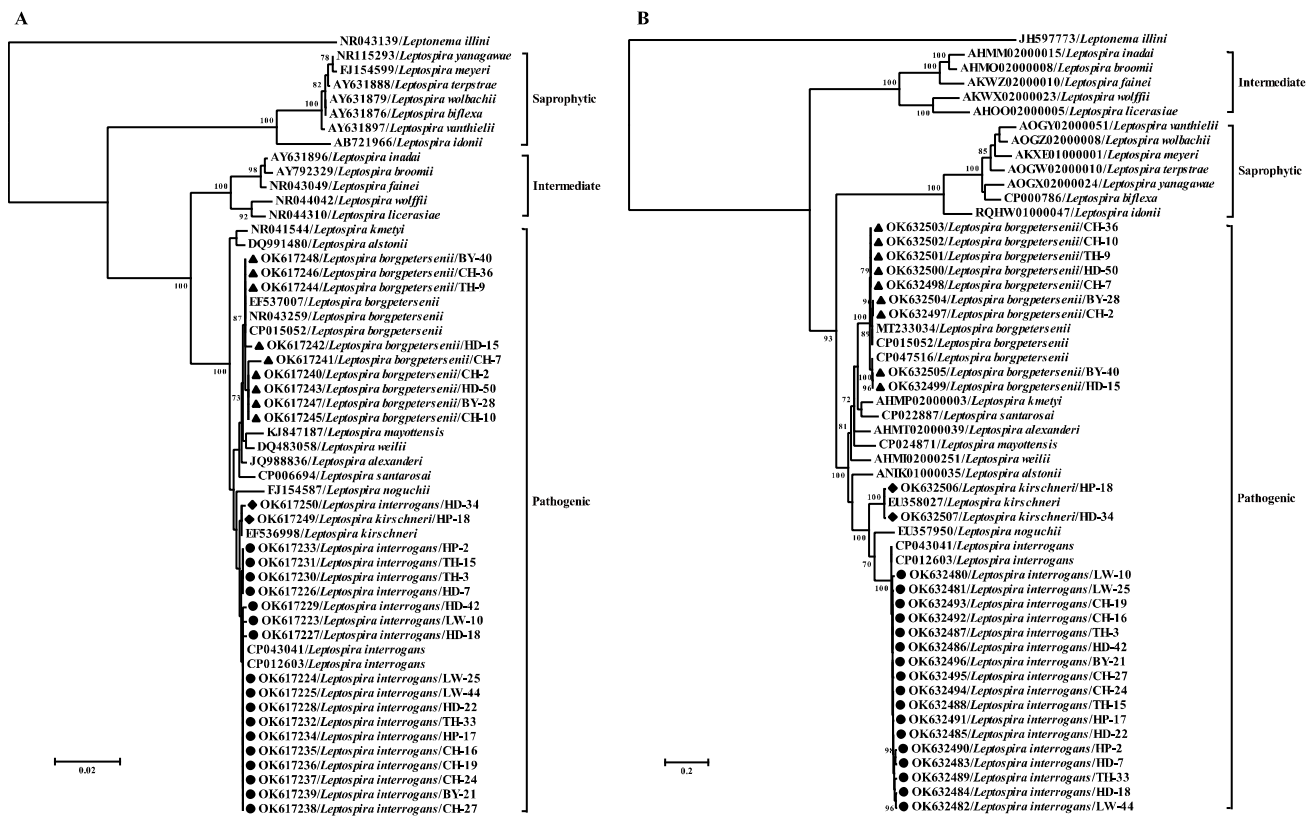 A
NR043139/Leptonema illini
NR115293/Leptospira yanagawae
78
FJ154599/Leptospira meyeri
82
AY631888/Leptospira terpstrae
AY631879/Leptospira wolbachii
Saprophytic
100
AY631876/Leptospira biflexa
AY631897/Leptospira vanthielii
100
AB721966/Leptospira idonii
AY631896/Leptospira inadai
98
AY792329/Leptospira broomii
NR043049/Leptospira fainei
Intermediate
100
NR044042/Leptospira wolffii
92
NR044310/Leptospira licerasiae
NR041544/Leptospira kmetyi
DQ991480/Leptospira alstonii
OK617248/Leptospira borgpetersenii/BY-40
OK617246/Leptospira borgpetersenii/CH-36
100
OK617244/Leptospira borgpetersenii/TH-9
EF537007/Leptospira borgpetersenii
87
NR043259/Leptospira borgpetersenii
CP015052/Leptospira borgpetersenii
OK617242/Leptospira borgpetersenii/HD-15
OK617241/Leptospira borgpetersenii/CH-7
100
OK617240/Leptospira borgpetersenii/CH-2
OK617243/Leptospira borgpetersenii/HD-50
73
OK617247/Leptospira borgpetersenii/BY-28
OK617245/Leptospira borgpetersenii/CH-10
KJ847187/Leptospira mayottensis
DQ483058/Leptospira weilii
JQ988836/Leptospira alexanderi
CP006694/Leptospira santarosai
FJ154587/Leptospira noguchii
OK617250/Leptospira interrogans/HD-34
Pathogenic
OK617249/Leptospira kirschneri/HP-18
EF536998/Leptospira kirschneri
OK617233/Leptospira interrogans/HP-2
OK617231/Leptospira interrogans/TH-15
OK617230/Leptospira interrogans/TH-3
OK617226/Leptospira interrogans/HD-7
OK617229/Leptospira interrogans/HD-42
OK617223/Leptospira interrogans/LW-10
OK617227/Leptospira interrogans/HD-18
CP043041/Leptospira interrogans
CP012603/Leptospira interrogans
OK617224/Leptospira interrogans/LW-25
OK617225/Leptospira interrogans/LW-44
OK617228/Leptospira interrogans/HD-22
OK617232/Leptospira interrogans/TH-33
OK617234/Leptospira interrogans/HP-17
OK617235/Leptospira interrogans/CH-16
OK617236/Leptospira interrogans/CH-19
OK617237/Leptospira interrogans/CH-24
OK617239/Leptospira interrogans/BY-21
OK617238/Leptospira interrogans/CH-27
0.02
B
JH597773/Leptonema illini
AHMM02000015/Leptospira inadai
100
AHMO02000008/Leptospira broomii
100
AKWZ02000010/Leptospira fainei
Intermediate
100
AKWX02000023/Leptospira wolffii
100
AHOO02000005/Leptospira licerasiae
AOGY02000051/Leptospira vanthielii
AOGZ02000008/Leptospira wolbachii
85
AKXE01000001/Leptospira meyeri
100
AOGW02000010/Leptospira terpstrae
Saprophytic
AOGX02000024/Leptospira yanagawae
100
CP000786/Leptospira biflexa
RQHW01000047/Leptospira idonii
OK632503/Leptospira borgpetersenii/CH-36
OK632502/Leptospira borgpetersenii/CH-10
OK632501/Leptospira borgpetersenii/TH-9
79
OK632500/Leptospira borgpetersenii/HD-50
OK632498/Leptospira borgpetersenii/CH-7
OK632504/Leptospira borgpetersenii/BY-28
100
OK632497/Leptospira borgpetersenii/CH-2
MT233034/Leptospira borgpetersenii
93
CP015052/Leptospira borgpetersenii
CP047516/Leptospira borgpetersenii
100
OK632505/Leptospira borgpetersenii/BY-40
96
OK632499/Leptospira borgpetersenii/HD-15
72
AHMP02000003/Leptospira kmetyi
CP022887/Leptospira santarosai
81
AHMT02000039/Leptospira alexanderi
CP024871/Leptospira mayottensis
AHMI02000251/Leptospira weilii
100
ANIK01000035/Leptospira alstonii
OK632506/Leptospira kirschneri/HP-18
100
EU358027/Leptospira kirschneri
Pathogenic
OK632507/Leptospira kirschneri/HD-34
100
EU357950/Leptospira noguchii
CP043041/Leptospira interrogans
70
CP012603/Leptospira interrogans
OK632480/Leptospira interrogans/LW-10
100
OK632481/Leptospira interrogans/LW-25
OK632493/Leptospira interrogans/CH-19
OK632492/Leptospira interrogans/CH-16
OK632487/Leptospira interrogans/TH-3
OK632486/Leptospira interrogans/HD-42
OK632496/Leptospira interrogans/BY-21
OK632495/Leptospira interrogans/CH-27
OK632494/Leptospira interrogans/CH-24
OK632488/Leptospira interrogans/TH-15
OK632491/Leptospira interrogans/HP-17
OK632485/Leptospira interrogans/HD-22
98
OK632490/Leptospira interrogans/HP-2
OK632483/Leptospira interrogans/HD-7
OK632489/Leptospira interrogans/TH-33
OK632484/Leptospira interrogans/HD-18
96
OK632482/Leptospira interrogans/LW-44
0.2